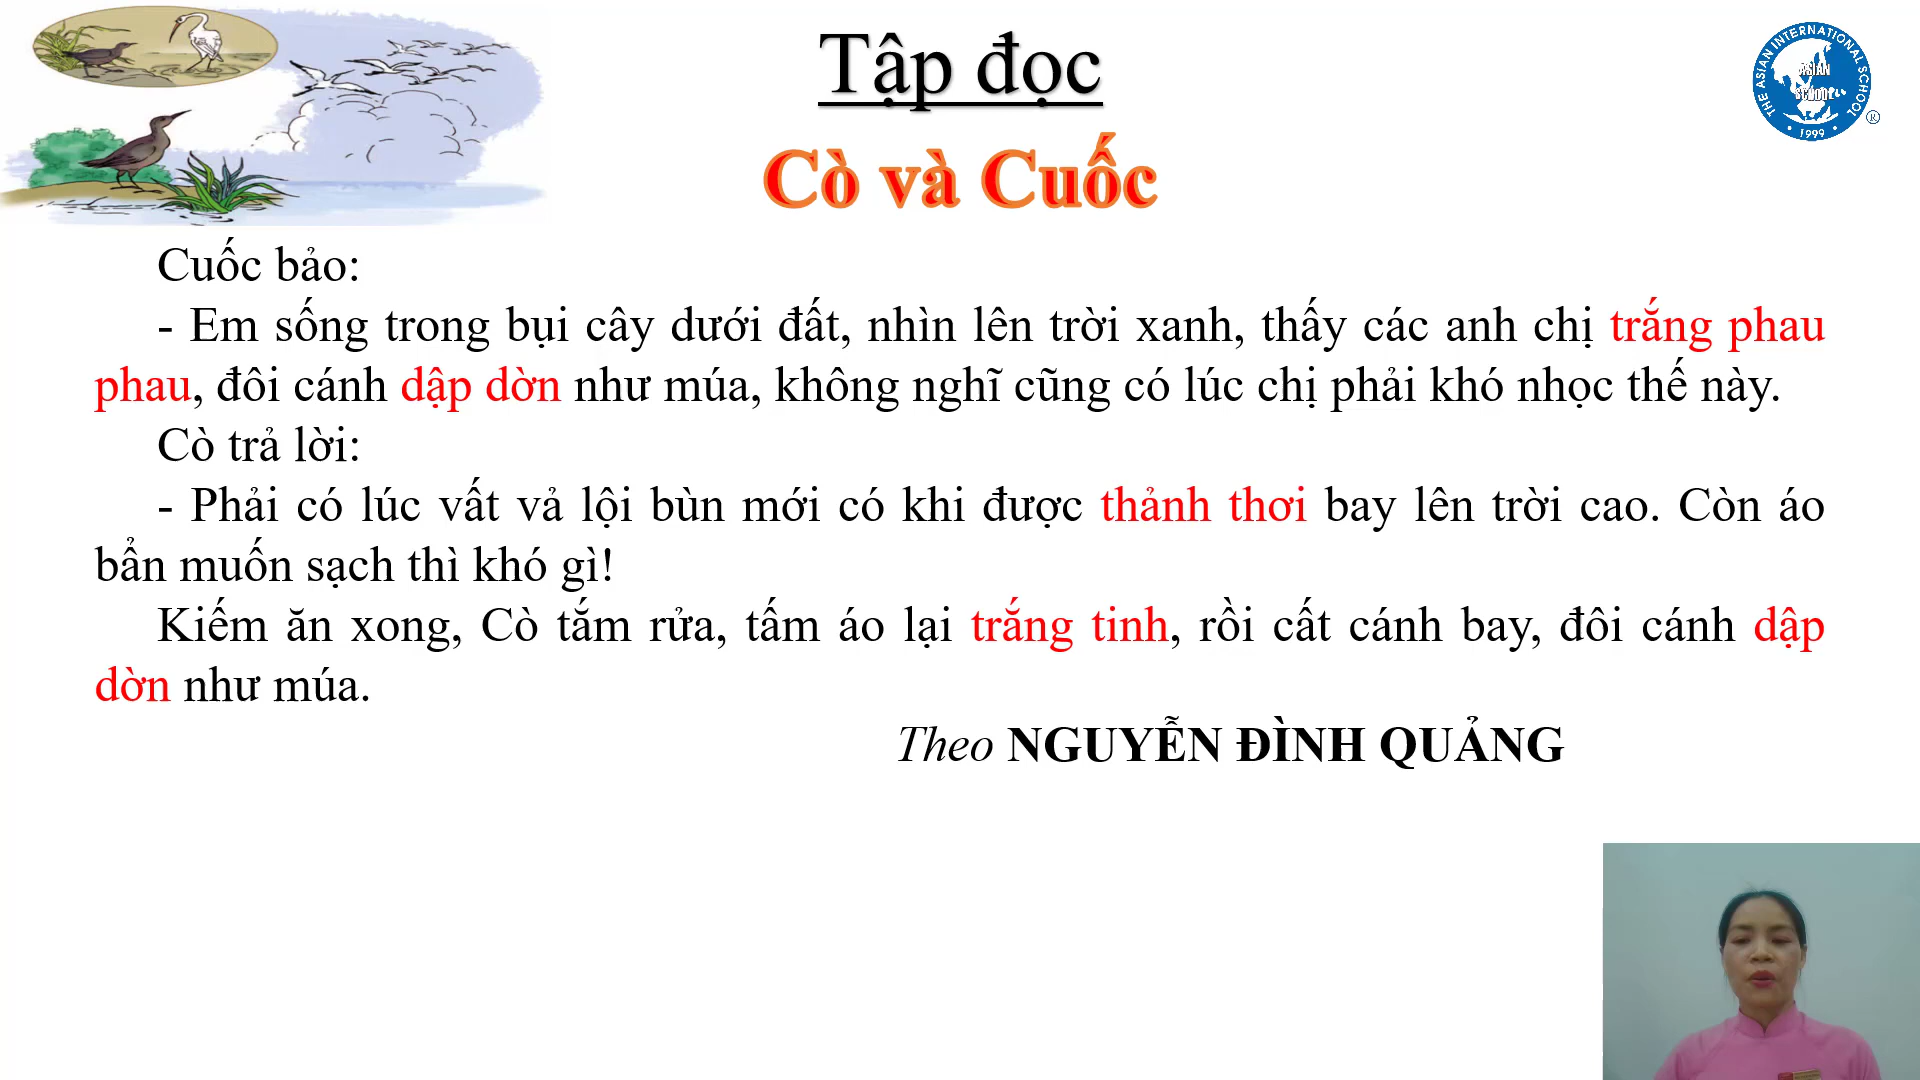 Tập đọc
THE ASIAN INTERNATIONAL SCHOOL
ASIAN
SCHOOL
• 1999 •
®
Cò và Cuốc
Cuốc bảo:
- Em sống trong bụi cây dưới đất, nhìn lên trời xanh, thấy các anh chị trắng phau
phau, đôi cánh dập dờn như múa, không nghĩ cũng có lúc chị phải khó nhọc thế này.
Cò trả lời:
- Phải có lúc vất vả lội bùn mới có khi được thảnh thơi bay lên trời cao. Còn áo
bẩn muốn sạch thì khó gì!
Kiếm ăn xong, Cò tắm rửa, tấm áo lại trắng tinh, rồi cất cánh bay, đôi cánh dập
dờn như múa.
Theo NGUYỄN ĐÌNH QUẢNG